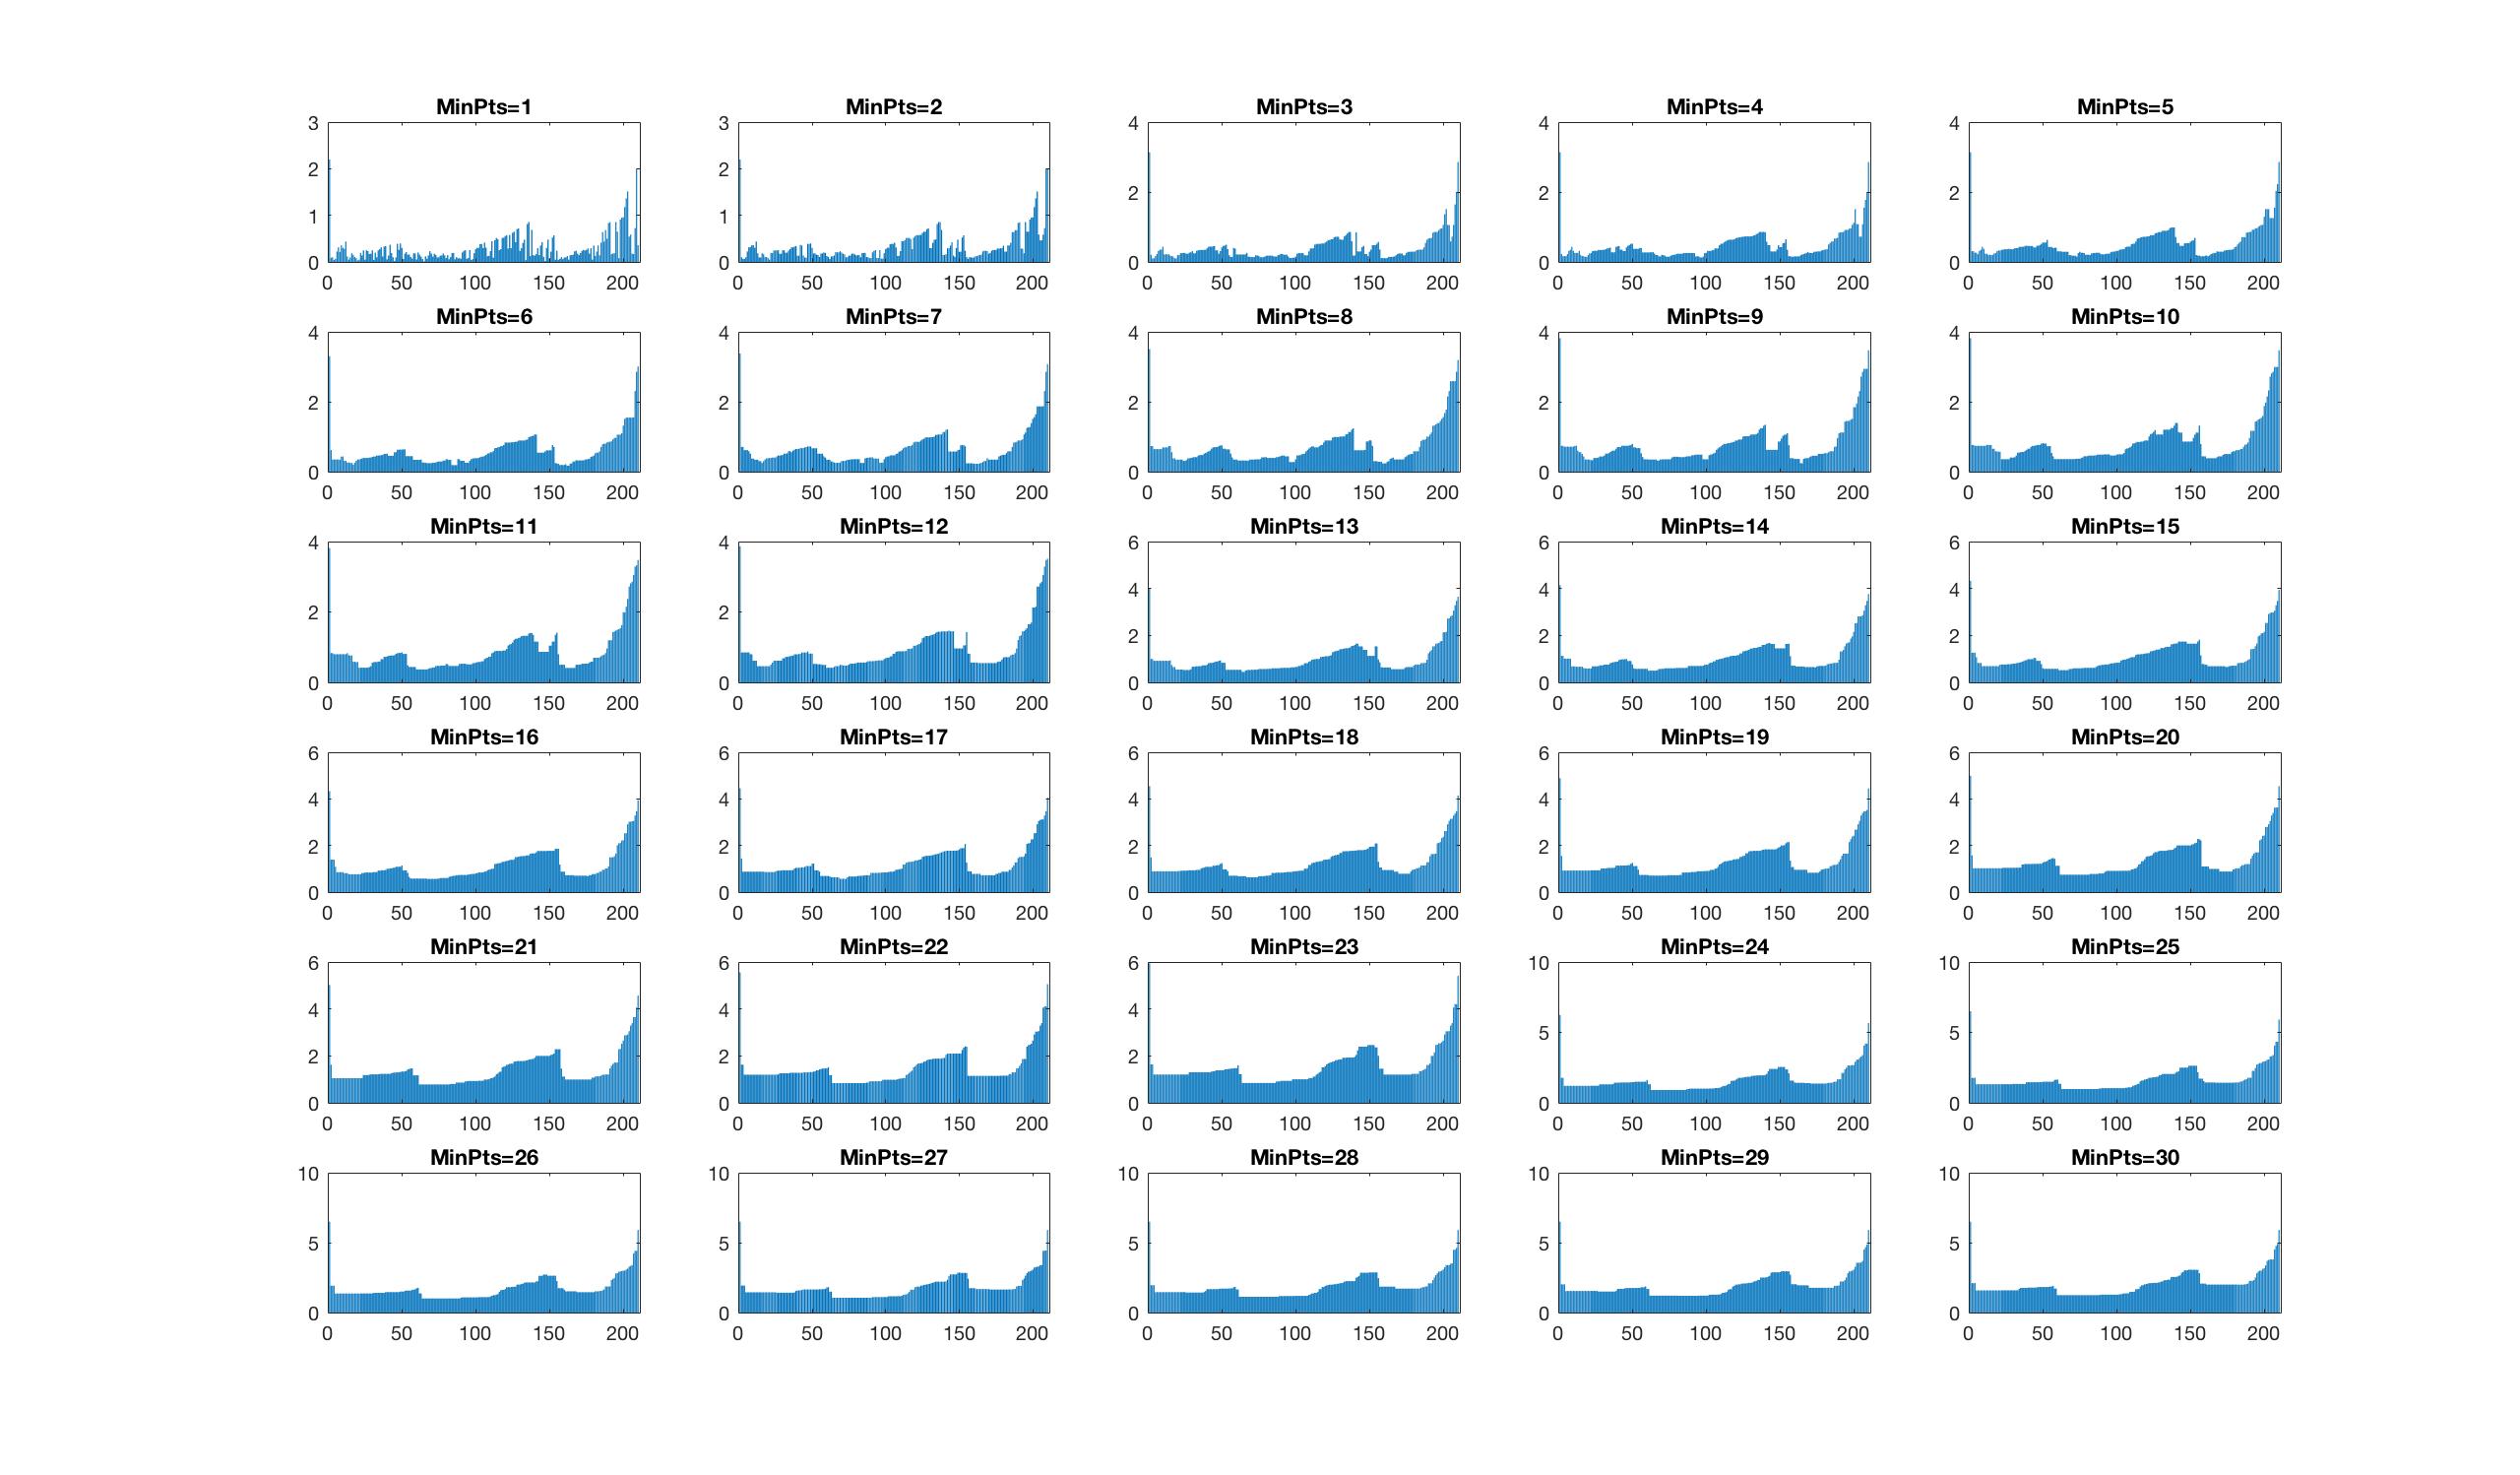 MinPts=1 MinPts=2 MinPts=3 MinPts=4 MinPts=5
3 3 4 4 4
2 2 2 2 2
1 1
0 0 0 0 0
0 50 100 150 200 0 50 100 150 200 0 50 100 150 200 0 50 100 150 200 0 50 100 150 200
MinPts=6 MinPts=7 MinPts=8 MinPts=9 MinPts=10
4 4 4 4 4
2 2 2 2 2
0 0 0 0 0
0 50 100 150 200 0 50 100 150 200 0 50 100 150 200 0 50 100 150 200 0 50 100 150 200
MinPts=11 MinPts=12 MinPts=13 MinPts=14 MinPts=15
4 4 6 6 6
4 4 4
2 2 2 2 2
0 0 0 0 0
0 50 100 150 200 0 50 100 150 200 0 50 100 150 200 0 50 100 150 200 0 50 100 150 200
MinPts=16 MinPts=17 MinPts=18 MinPts=19 MinPts=20
6 6 6 6 6
4 4 4 4 4
2 2 2 2 2
0 0 0 0 0
0 50 100 150 200 0 50 100 150 200 0 50 100 150 200 0 50 100 150 200 0 50 100 150 200
MinPts=21 MinPts=22 MinPts=23 MinPts=24 MinPts=25
6 6 6 10 10
4 4 4 5 5
2 2 2
0 0 0 0 0
0 50 100 150 200 0 50 100 150 200 0 50 100 150 200 0 50 100 150 200 0 50 100 150 200
MinPts=26 MinPts=27 MinPts=28 MinPts=29 MinPts=30
10 10 10 10 10
5 5 5 5 5
0 0 0 0 0
0 50 100 150 200 0 50 100 150 200 0 50 100 150 200 0 50 100 150 200 0 50 100 150 200